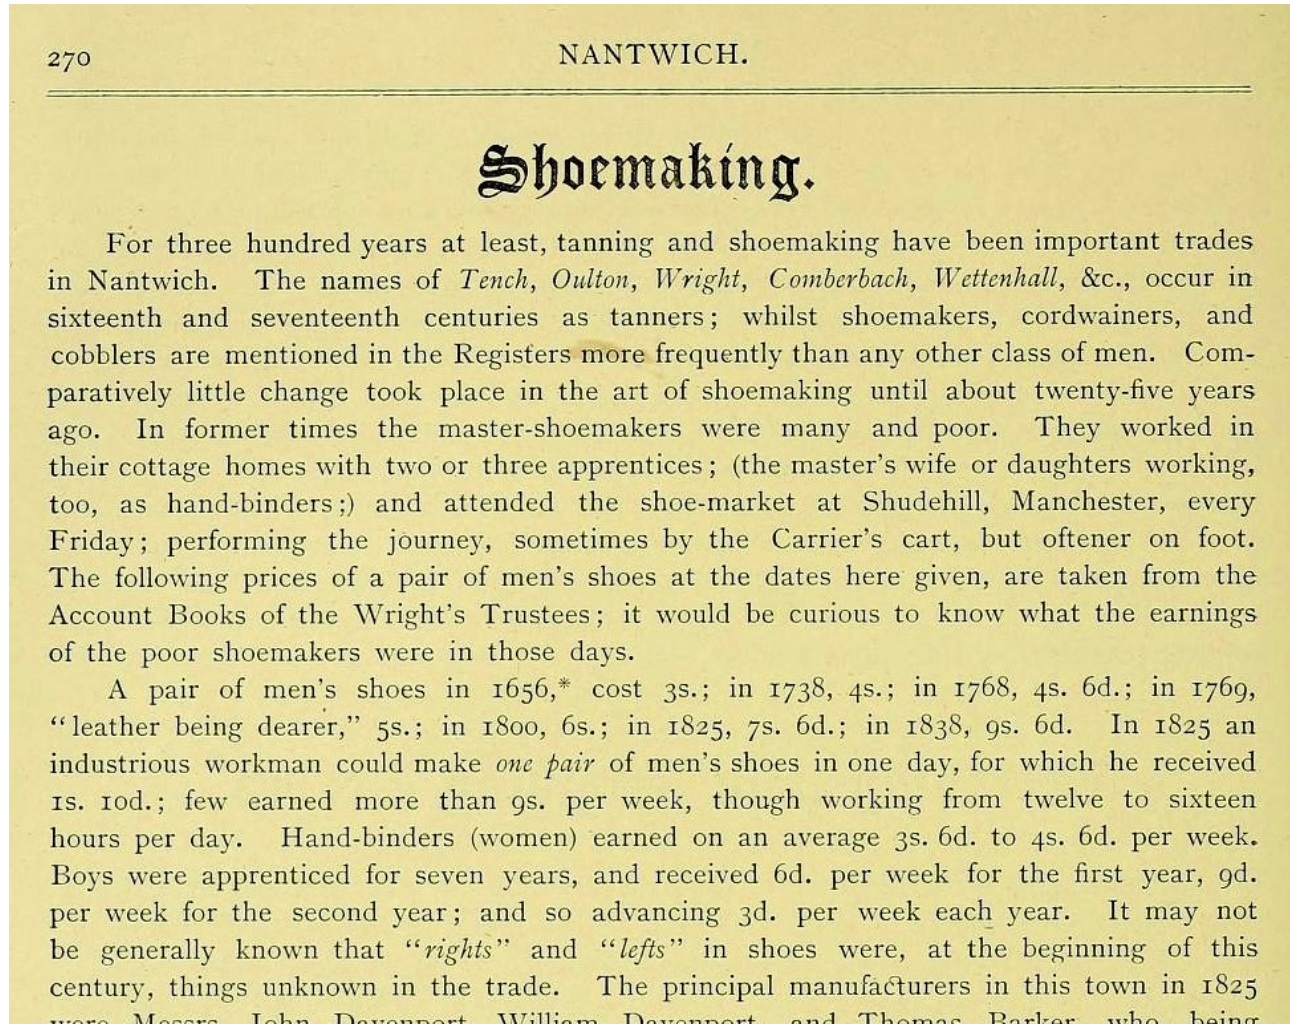 270
NANTWICH.
Shoemaking.
For three hundred years at least, tanning and shoemaking have been important trades
in Nantwich. The names of Tench, Oulton, Wright, Comberbach, Wettenhall, &c., occur in
sixteenth and seventeenth centuries as tanners; whilst shoemakers, cordwainers, and
cobblers are mentioned in the Registers more frequently than any other class of men. Com-
paratively little change took place in the art of shoemaking until about twenty-five years
ago. In former times the master-shoemakers were many and poor. They worked in
their cottage homes with two or three apprentices; (the master's wife or daughters working,
too, as hand-binders;) and attended the shoe-market at Shudehill, Manchester, every
Friday; performing the journey, sometimes by the Carrier's cart, but oftener on foot.
The following prices of a pair of men's shoes at the dates here given, are taken from the
Account Books of the Wright's Trustees; it would be curious to know what the earnings
of the poor shoemakers were in those days.
A pair of men's shoes in 1656,* cost 3s.; in 1738, 4s.; in 1768, 4s. 6d.; in 1769,
"leather being dearer," 5s.; in 1800, 6s.; in 1825, 7s. 6d.; in 1838, 9s. 6d. In 1825 an
industrious workman could make one pair of men's shoes in one day, for which he received
1s. 10d.; few earned more than 9s. per week, though working from twelve to sixteen
hours per day. Hand-binders (women) earned on an average 3s. 6d. to 4s. 6d. per week.
Boys were apprenticed for seven years, and received 6d. per week for the first year, 9d.
per week for the second year; and so advancing 3d. per week each year. It may not
be generally known that "rights" and "lefts" in shoes were, at the beginning of this
century, things unknown in the trade. The principal manufacturers in this town in 1825
were Messrs. John Davenport, William Davenport, and Thomas Barker, who, being